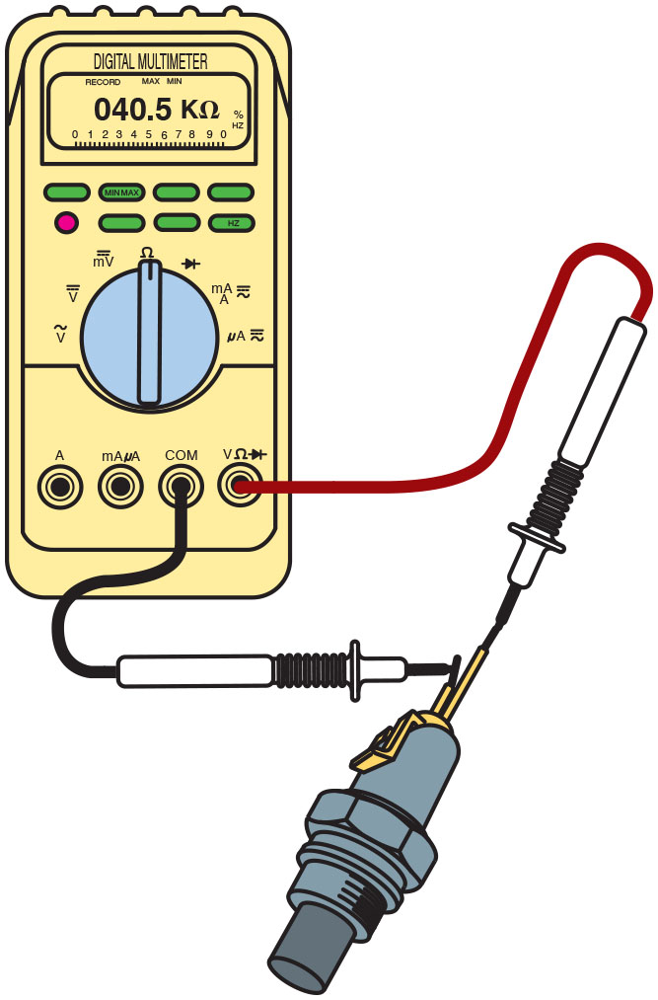 DIGITAL MULTIMETER
RECORD MAX MIN
040.5 KΩ
%
HZ
0 1 2 3 4 5 6 7 8 9 0
MIN MAX
HZ
Ω
mV
mA
A
V
V
µA
A mAµA COM VΩ